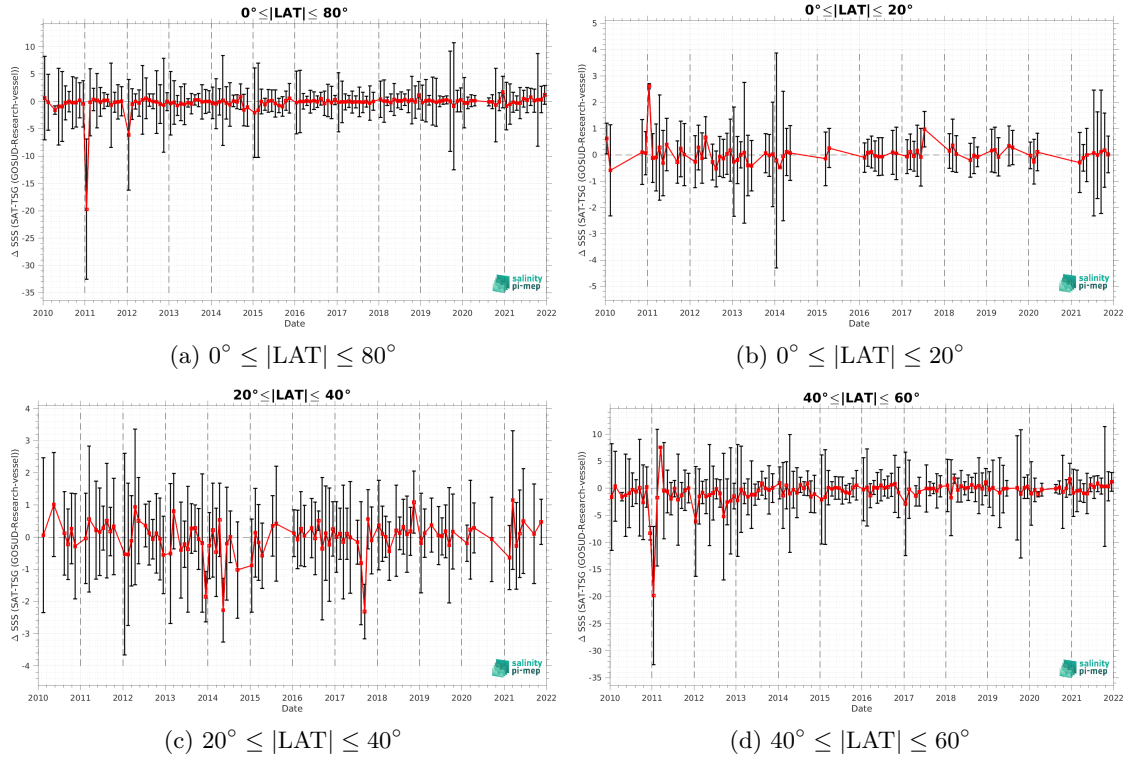 0°≤|LAT|≤ 80°
Δ SSS (SAT-TSG (GOSUD-Research-vessel))
10
5
0
-5
-10
-15
-20
-25
-30
-35
2010 2011 2012 2013 2014 2015 2016 2017 2018 2019 2020 2021 2022
Date
salinity
pi-mep
(a) 0° ≤ |LAT| ≤ 80°
0°≤|LAT|≤ 20°
Δ SSS (SAT-TSG (GOSUD-Research-vessel))
5
4
3
2
1
0
-1
-2
-3
-4
-5
2010 2011 2012 2013 2014 2015 2016 2017 2018 2019 2020 2021 2022
Date
salinity
pi-mep
(b) 0° ≤ |LAT| ≤ 20°
20°≤|LAT|≤ 40°
Δ SSS (SAT-TSG (GOSUD-Research-vessel))
4
3
2
1
0
-1
-2
-3
-4
2010 2011 2012 2013 2014 2015 2016 2017 2018 2019 2020 2021 2022
Date
salinity
pi-mep
(c) 20° ≤ |LAT| ≤ 40°
40°≤|LAT|≤ 60°
Δ SSS (SAT-TSG (GOSUD-Research-vessel))
10
5
0
-5
-10
-15
-20
-25
-30
-35
2010 2011 2012 2013 2014 2015 2016 2017 2018 2019 2020 2021 2022
Date
salinity
pi-mep
(d) 40° ≤ |LAT| ≤ 60°